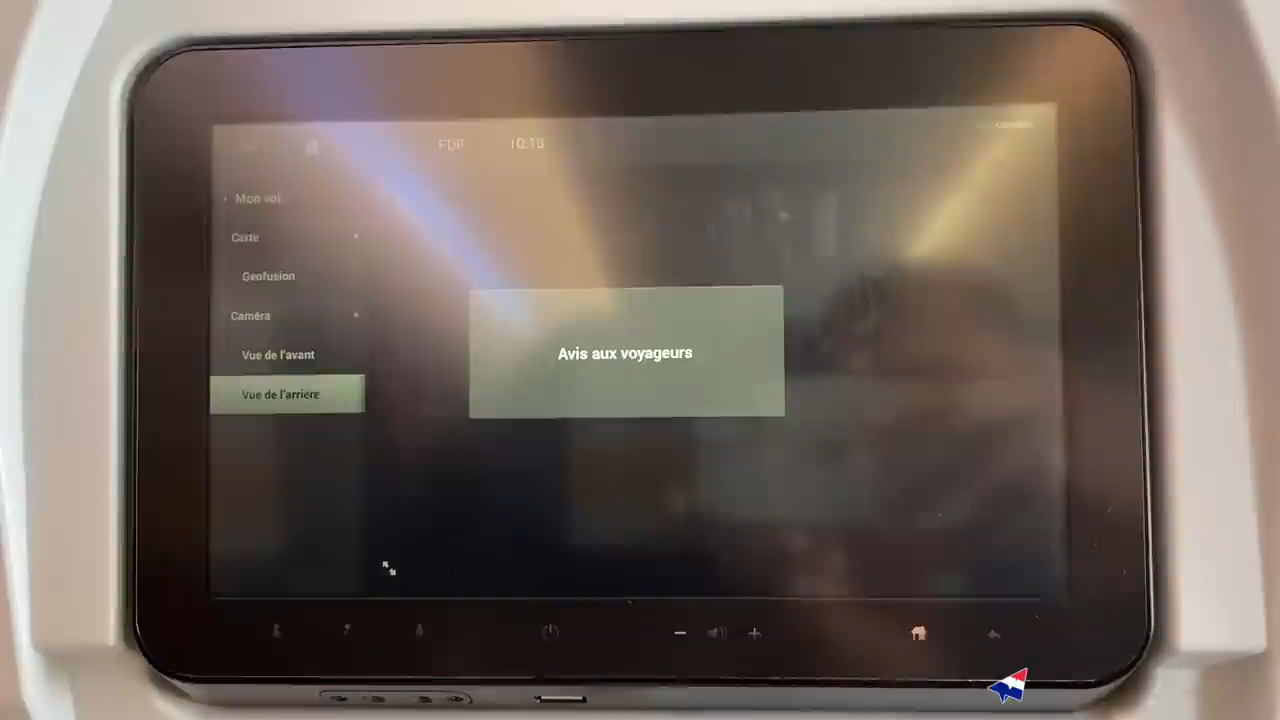 FDF 10:13
Mon vol
Carte
Geofusion
Caméra
Vue de l'avant
Vue de l'arrière
Avis aux voyageurs